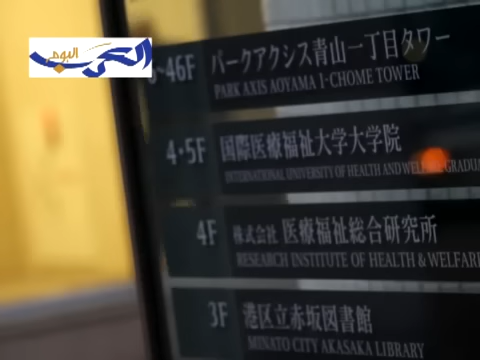 العرب
اليوم
6~46F パークアクシス青山一丁目タワー
PARK AXIS AOYAMA 1-CHOME TOWER
4・5F 国際医療福祉大学大学院
INTERNATIONAL UNIVERSITY OF HEALTH AND WELFARE GRADUA
4F 株式会社 医療福祉総合研究所
RESEARCH INSTITUTE OF HEALTH & WELFARE
3F 港区立赤坂図書館
MINATO CITY AKASAKA LIBRARY